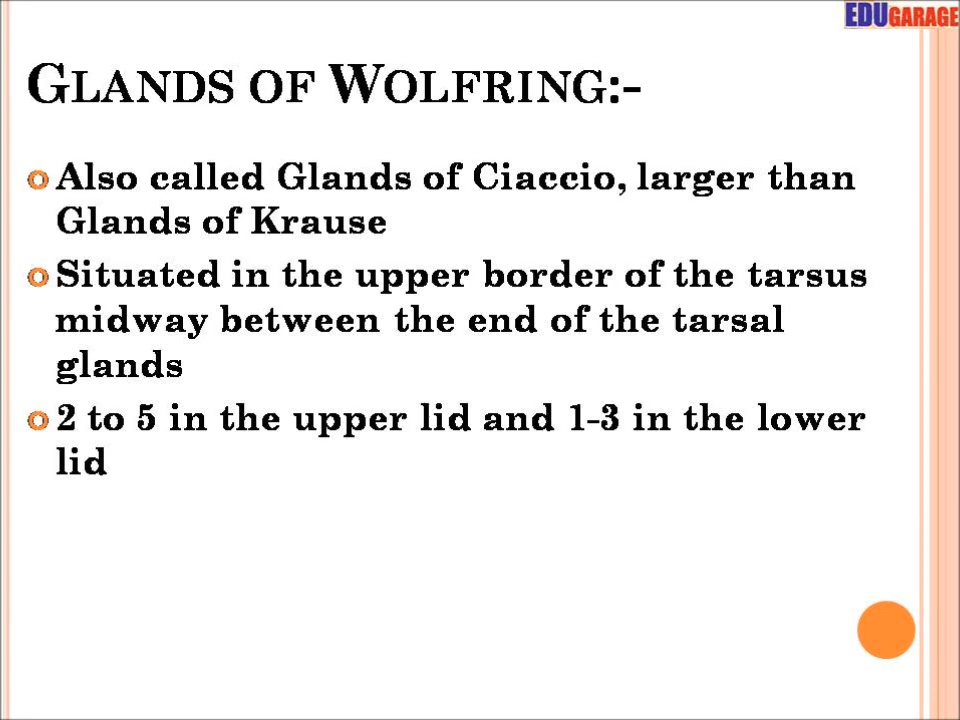 EDUGARAGE
GLANDS OF WOLFRING:-
Also called Glands of Ciaccio, larger than
Glands of Krause
Situated in the upper border of the tarsus
midway between the end of the tarsal
glands
2 to 5 in the upper lid and 1-3 in the lower
lid